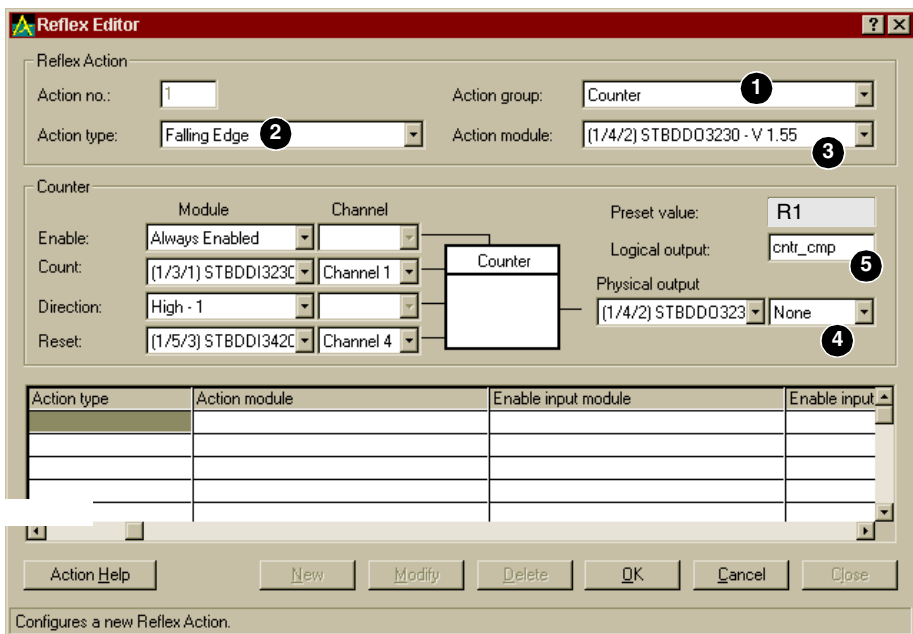 Reflex Editor
Reflex Action
Action no.: 1 Action group: Counter 1
Action type: Falling Edge 2 Action module: (1/4/2) STBDDO3230 - V 1.55 3
Counter
Module Channel Preset value: R1
Enable: Always Enabled Logical output: cntr_cmp 5
Count: (1/3/1) STBDDI3230 Channel 1 Counter Physical output
Direction: High - 1 (1/4/2) STBDDO323 None 4
Reset: (1/5/3) STBDDI3420 Channel 4
Action type Action module Enable input module Enable input
Action Help New Modify Delete OK Cancel Close
Configures a new Reflex Action.